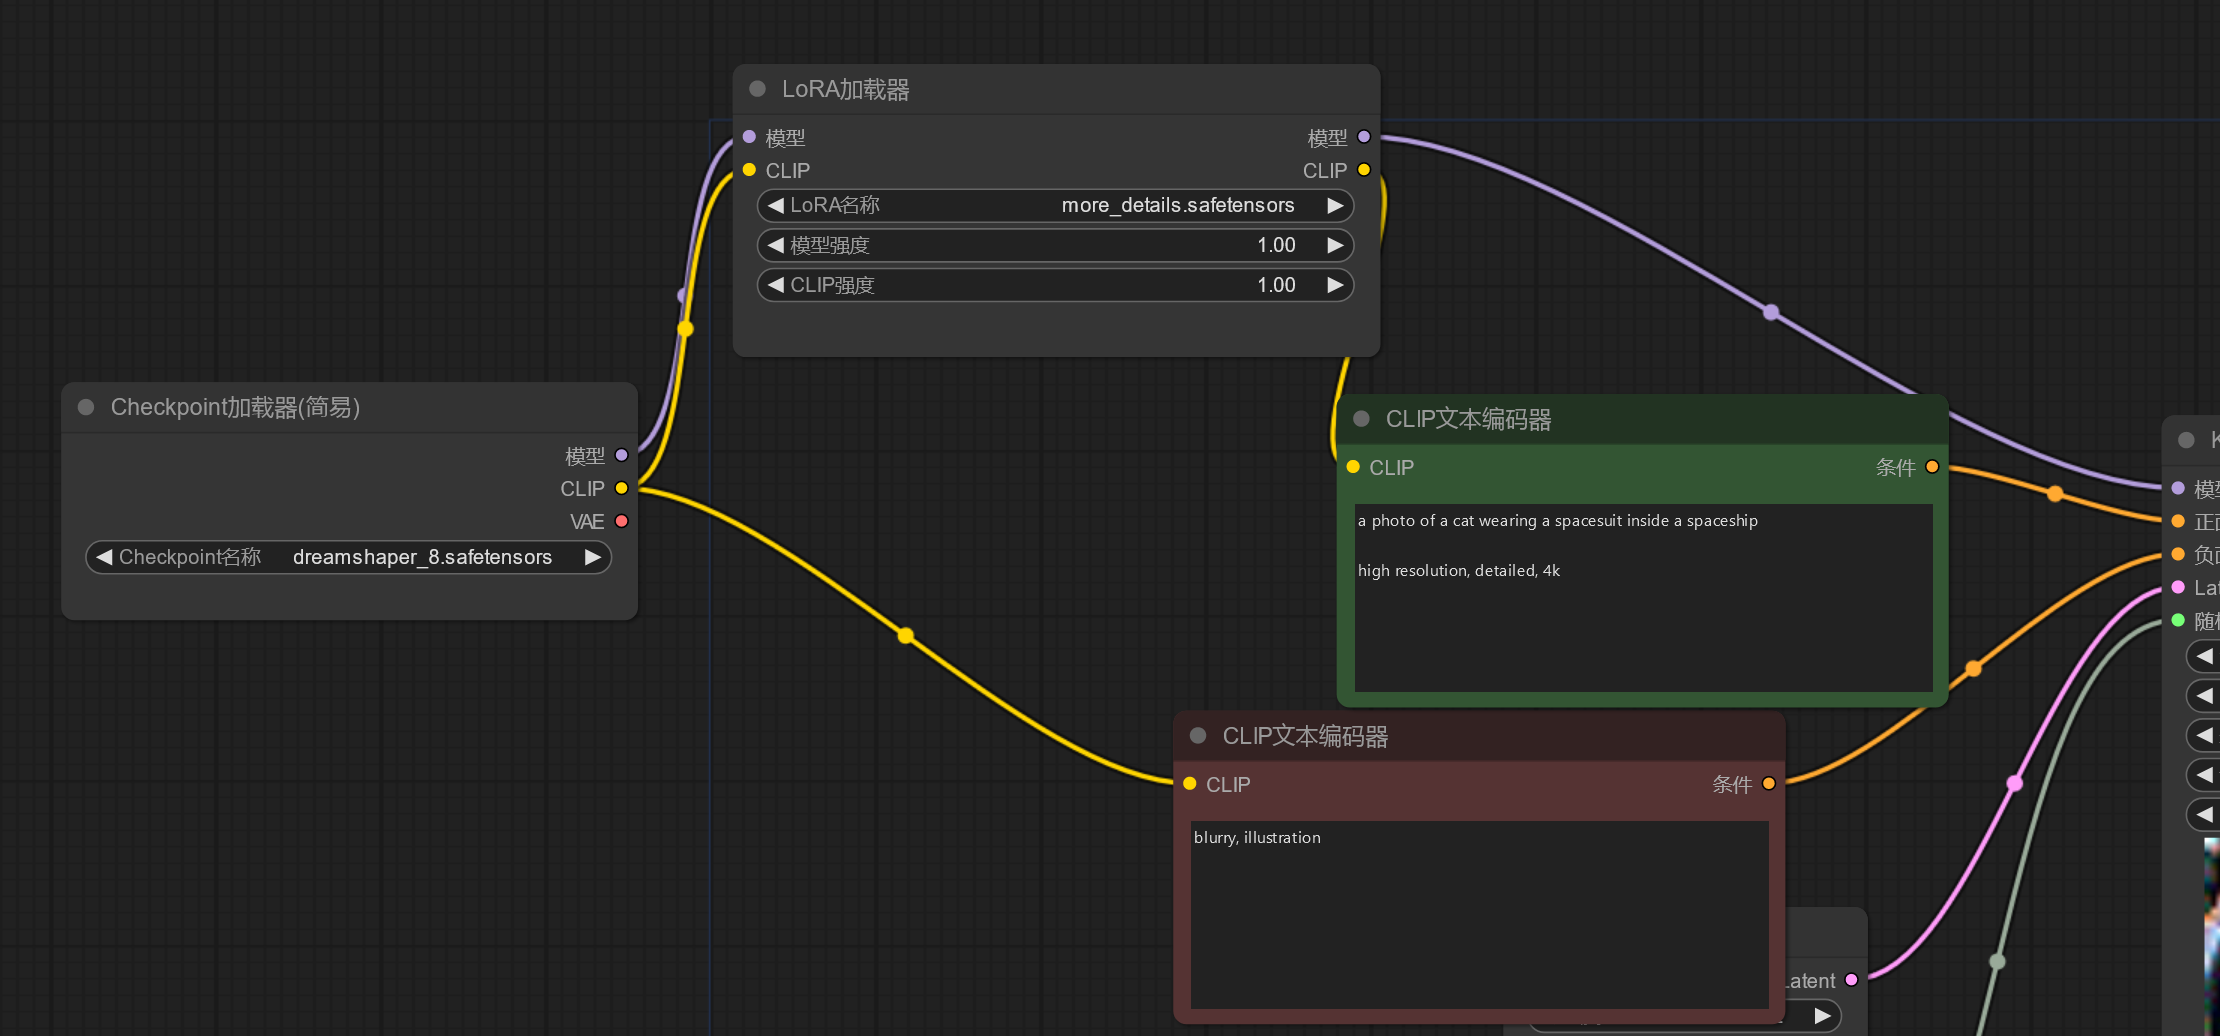 LoRA加载器
模型 模型
CLIP CLIP
LoRA名称 more_details.safetensors
模型强度 1.00
CLIP强度 1.00
Checkpoint加载器(简易)
模型
CLIP
VAE
Checkpoint名称 dreamshaper_8.safetensors
CLIP文本编码器
CLIP 条件
a photo of a cat wearing a spacesuit inside a spaceship
high resolution, detailed, 4k
CLIP文本编码器
CLIP 条件
blurry, illustration
Latent
K
模型
正面
负面
Lat
随机